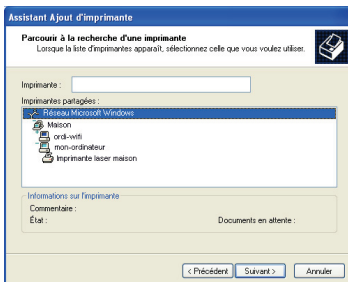 Assistant Ajout d'imprimante
Parcourir à la recherche d'une imprimante
Lorsque la liste d'imprimantes apparaît, sélectionnez celle que vous voulez utiliser.
Imprimante :
Imprimantes partagées :
Réseau Microsoft Windows
Maison
ordi-wifi
mon-ordinateur
Imprimante laser maison
Informations sur l'imprimante
Commentaire :
État : Documents en attente :
< Précédent Suivant > Annuler